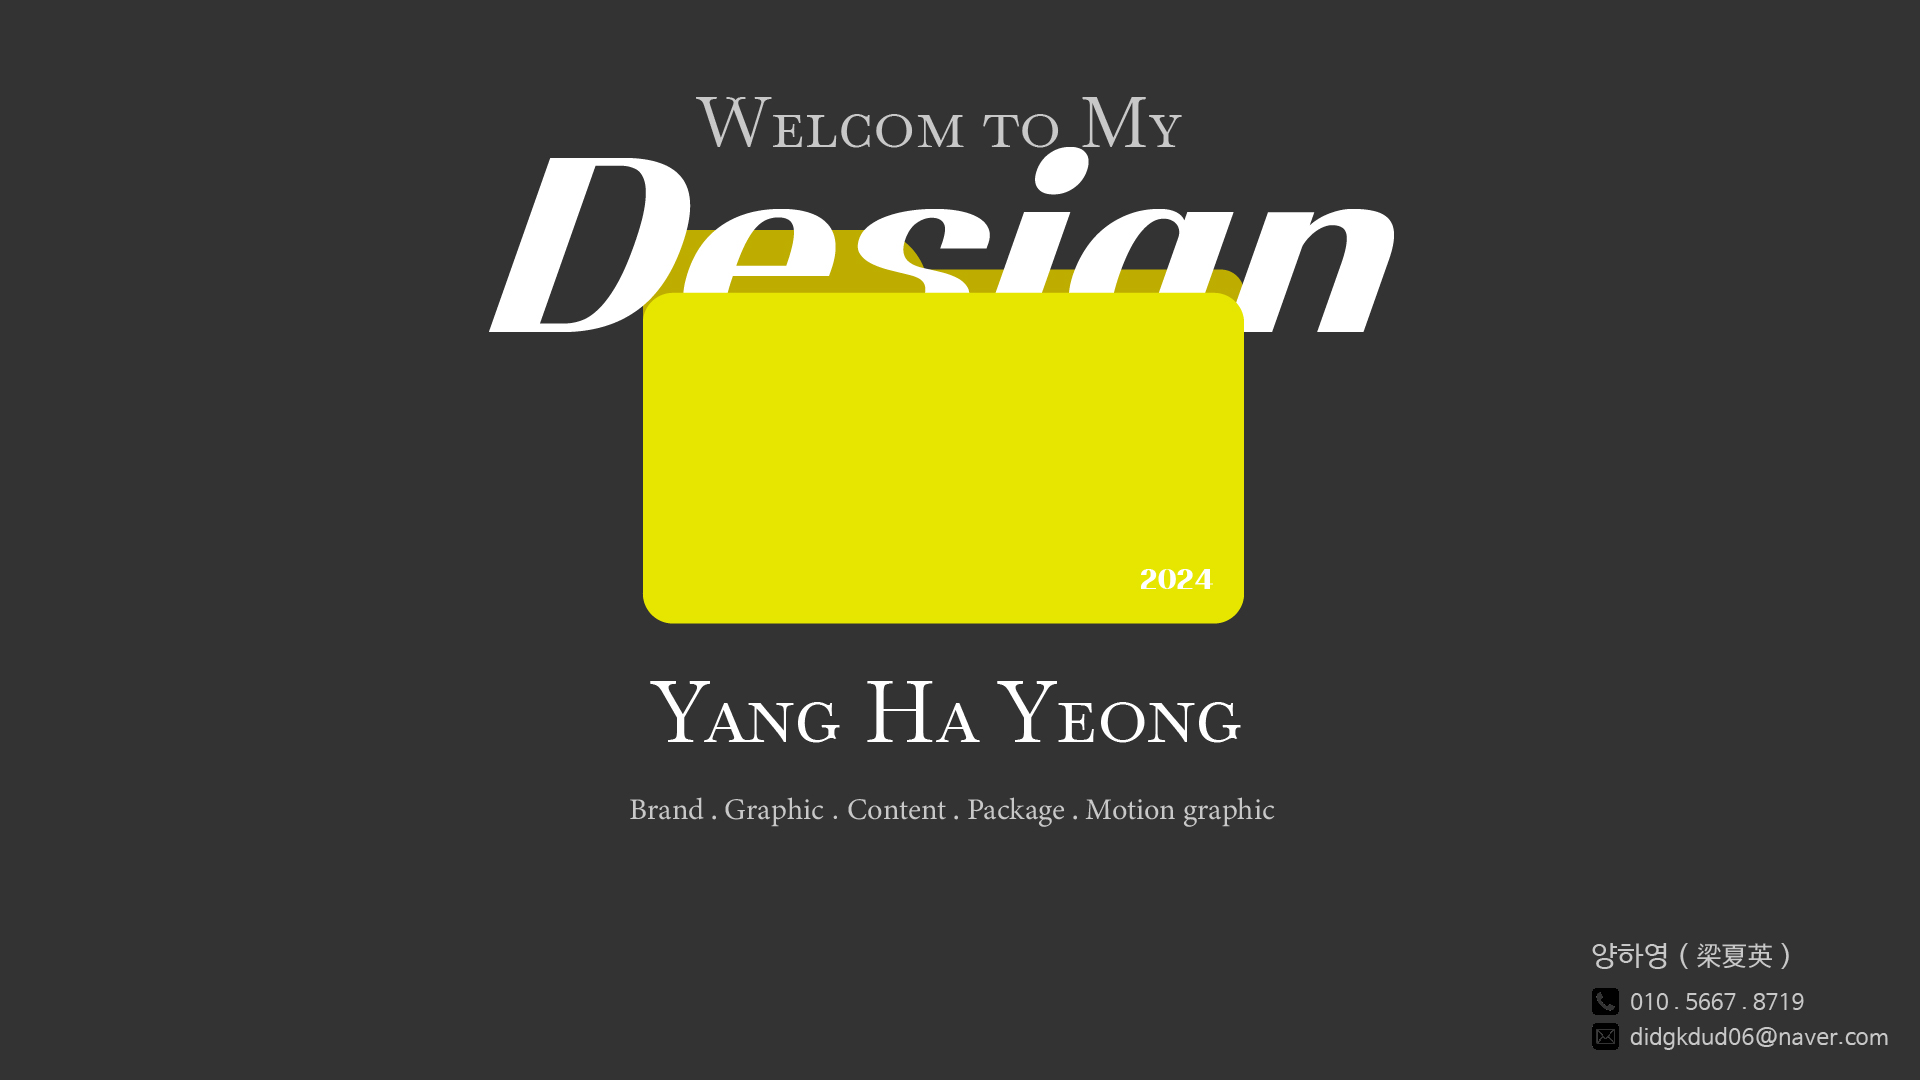 Welcom to My
Design
2024
Yang Ha Yeong
Brand . Graphic . Content . Package . Motion graphic
양하영 ( 梁夏英 )
010 . 5667 . 8719
didgkdud06@naver.com